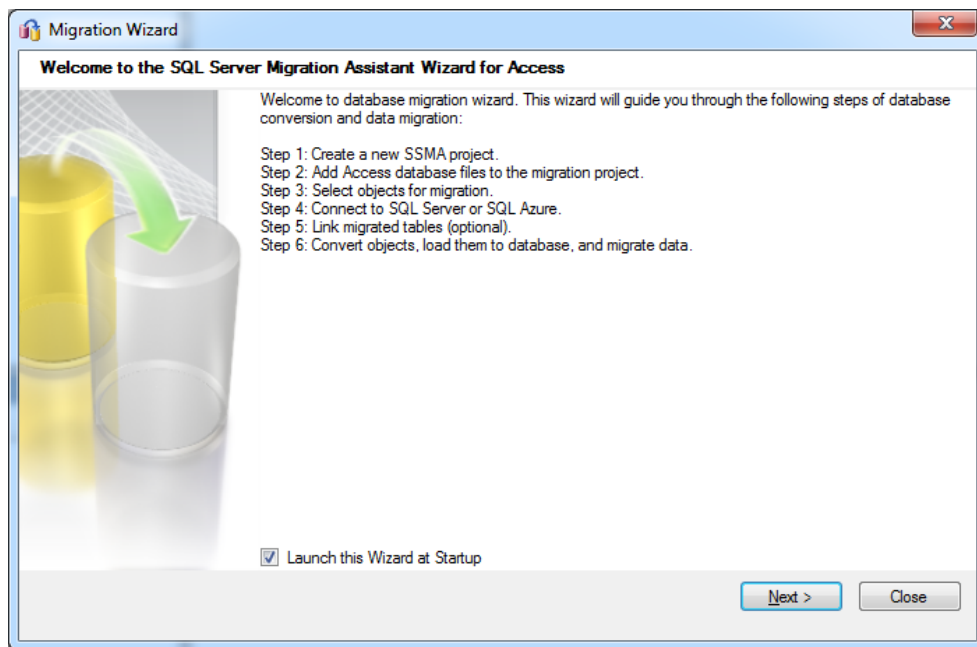 Migration Wizard
Welcome to the SQL Server Migration Assistant Wizard for Access
Welcome to database migration wizard. This wizard will guide you through the following steps of database
conversion and data migration:
Step 1: Create a new SSMA project.
Step 2: Add Access database files to the migration project.
Step 3: Select objects for migration.
Step 4: Connect to SQL Server or SQL Azure.
Step 5: Link migrated tables (optional).
Step 6: Convert objects, load them to database, and migrate data.
Launch this Wizard at Startup
Next >
Close